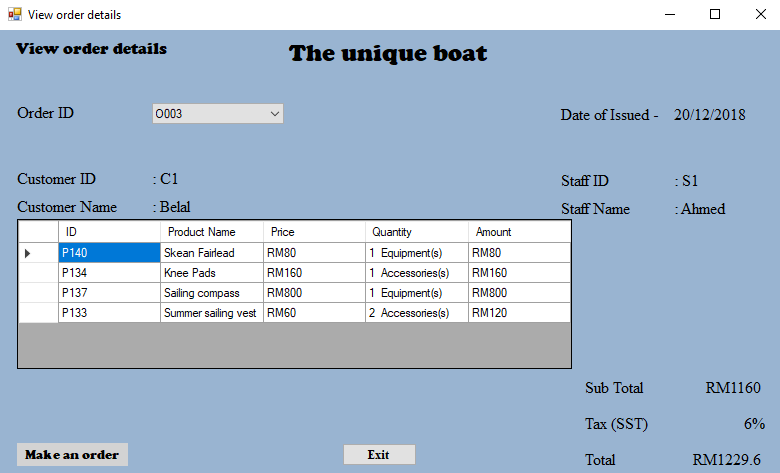 View order details
View order details
The unique boat
Order ID O003 Date of Issued - 20/12/2018
Customer ID : C1 Staff ID : S1
Customer Name : Belal Staff Name : Ahmed
ID Product Name Price Quantity Amount
P140 Skean Fairlead RM80 1 Equipment(s) RM80
P134 Knee Pads RM160 1 Accessories(s) RM160
P137 Sailing compass RM800 1 Equipment(s) RM800
P133 Summer sailing vest RM60 2 Accessories(s) RM120
Sub Total RM1160
Tax (SST) 6%
Make an order Exit Total RM1229.6